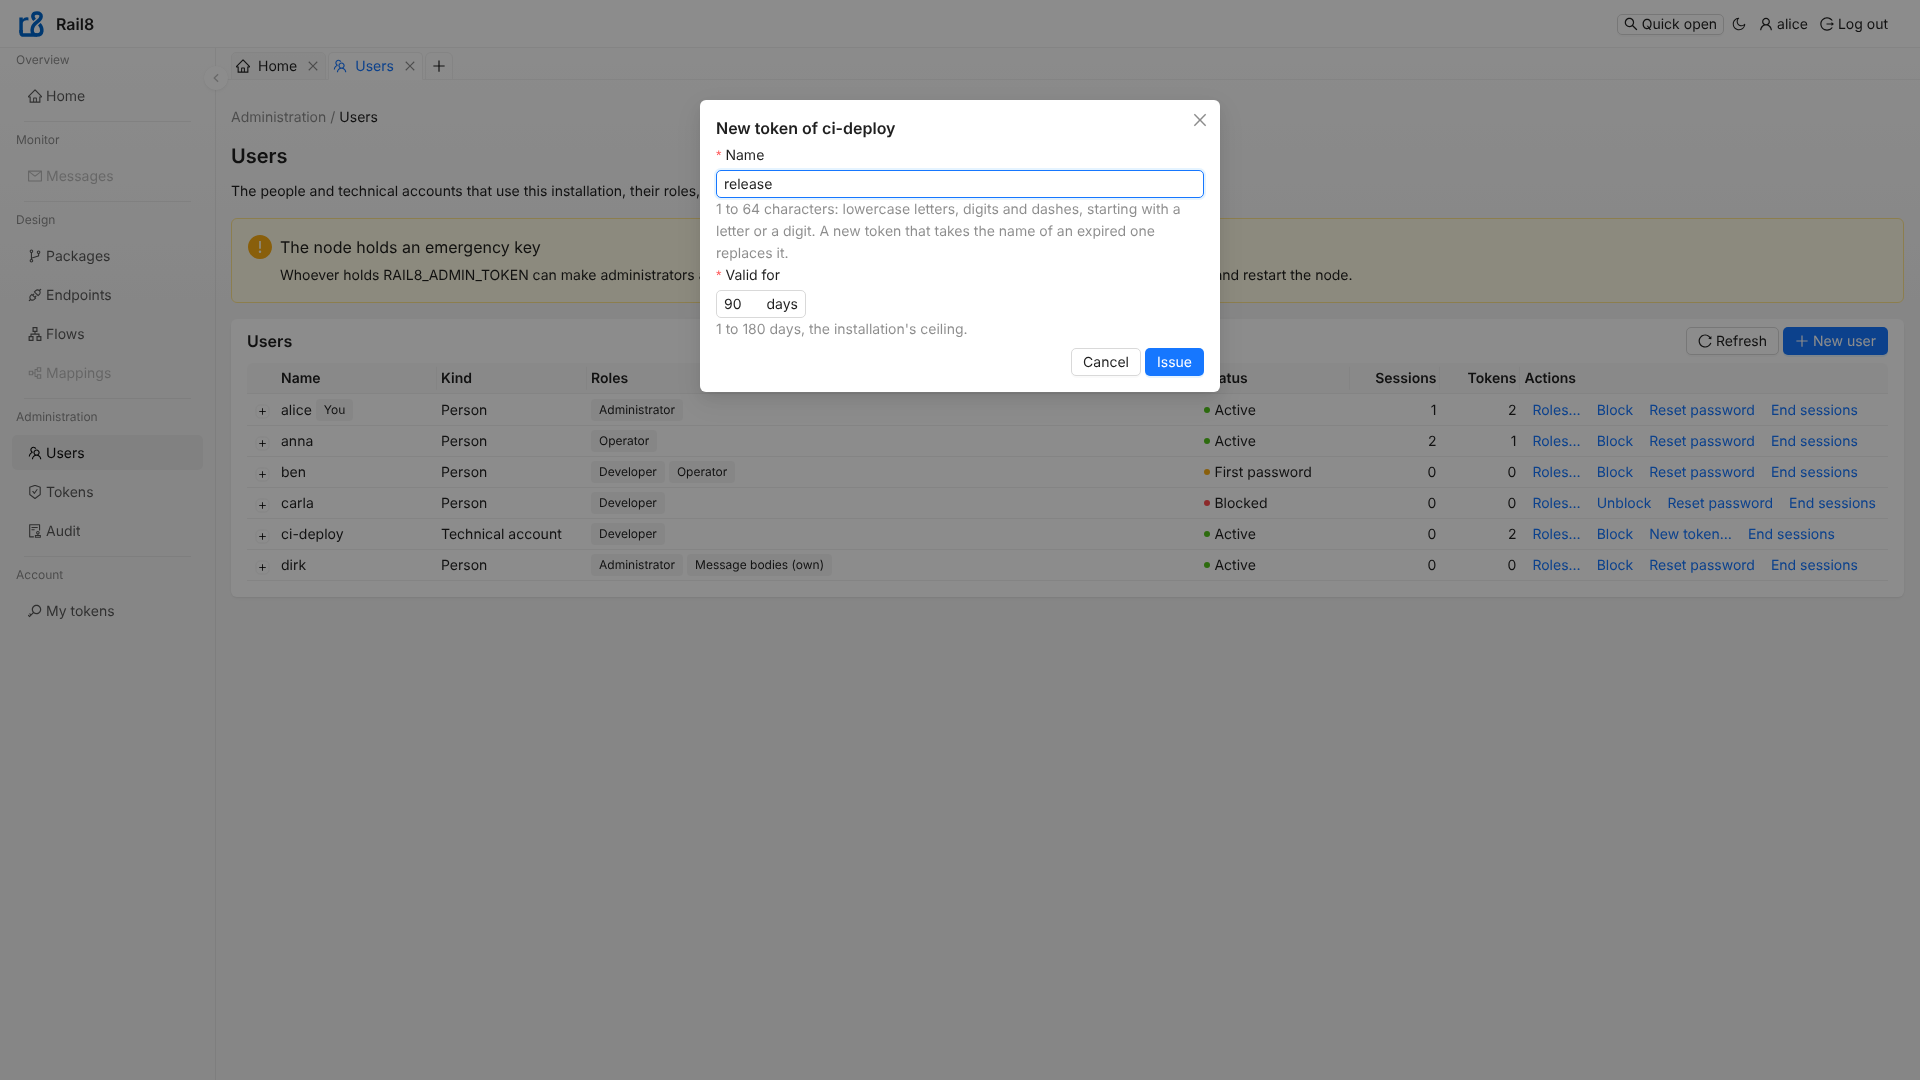 Rail8
Quick open
alice
Log out
Overview
Home
Monitor
Messages
Design
Packages
Endpoints
Flows
Mappings
Administration
Users
Tokens
Audit
Account
My tokens
Home
Users
Administration / Users
Users
The people and technical accounts that use this installation, their roles,
The node holds an emergency key
Whoever holds RAIL8_ADMIN_TOKEN can make administrators
and restart the node.
New token of ci-deploy
* Name
release
1 to 64 characters: lowercase letters, digits and dashes, starting with a
letter or a digit. A new token that takes the name of an expired one
replaces it.
* Valid for
90 days
1 to 180 days, the installation's ceiling.
Cancel
Issue
Users
Refresh
New user
Name Kind Roles Sessions Tokens Actions
alice You Person Administrator Active 1 2 Roles... Block Reset password End sessions
anna Person Operator Active 2 1 Roles... Block Reset password End sessions
ben Person Developer Operator First password 0 0 Roles... Block Reset password End sessions
carla Person Developer Blocked 0 0 Roles... Unblock Reset password End sessions
ci-deploy Technical account Developer Active 0 2 Roles... Block New token... End sessions
dirk Person Administrator Message bodies (own) Active 0 0 Roles... Block Reset password End sessions